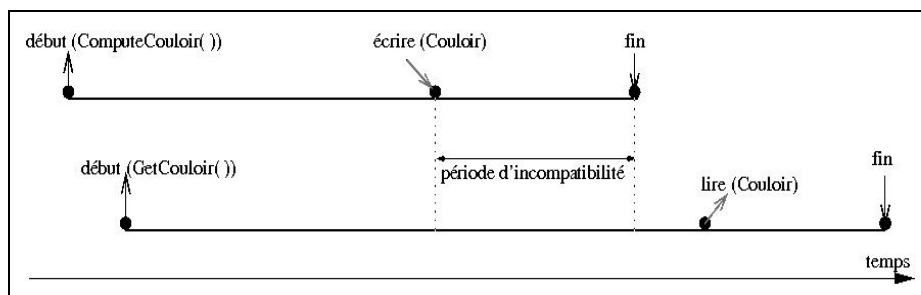 début (ComputeCouloir( ))
écrire (Couloir)
fin
période d'incompatibilité
début (GetCouloir( ))
lire (Couloir)
fin
temps